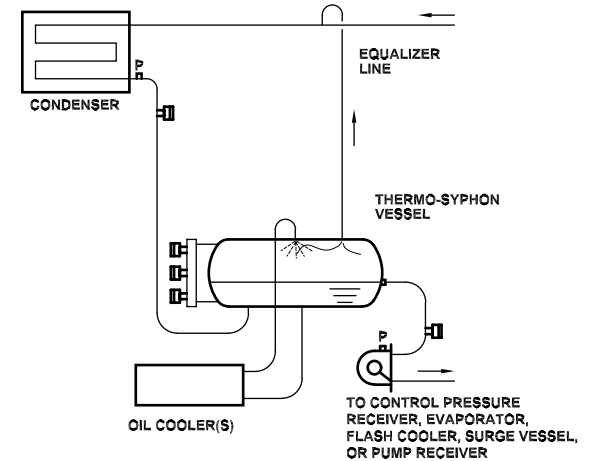 EQUALIZER
LINE
P
CONDENSER
THERMO-SYPHON
VESSEL
P
OIL COOLER(S)
TO CONTROL PRESSURE
RECEIVER, EVAPORATOR,
FLASH COOLER, SURGE VESSEL,
OR PUMP RECEIVER